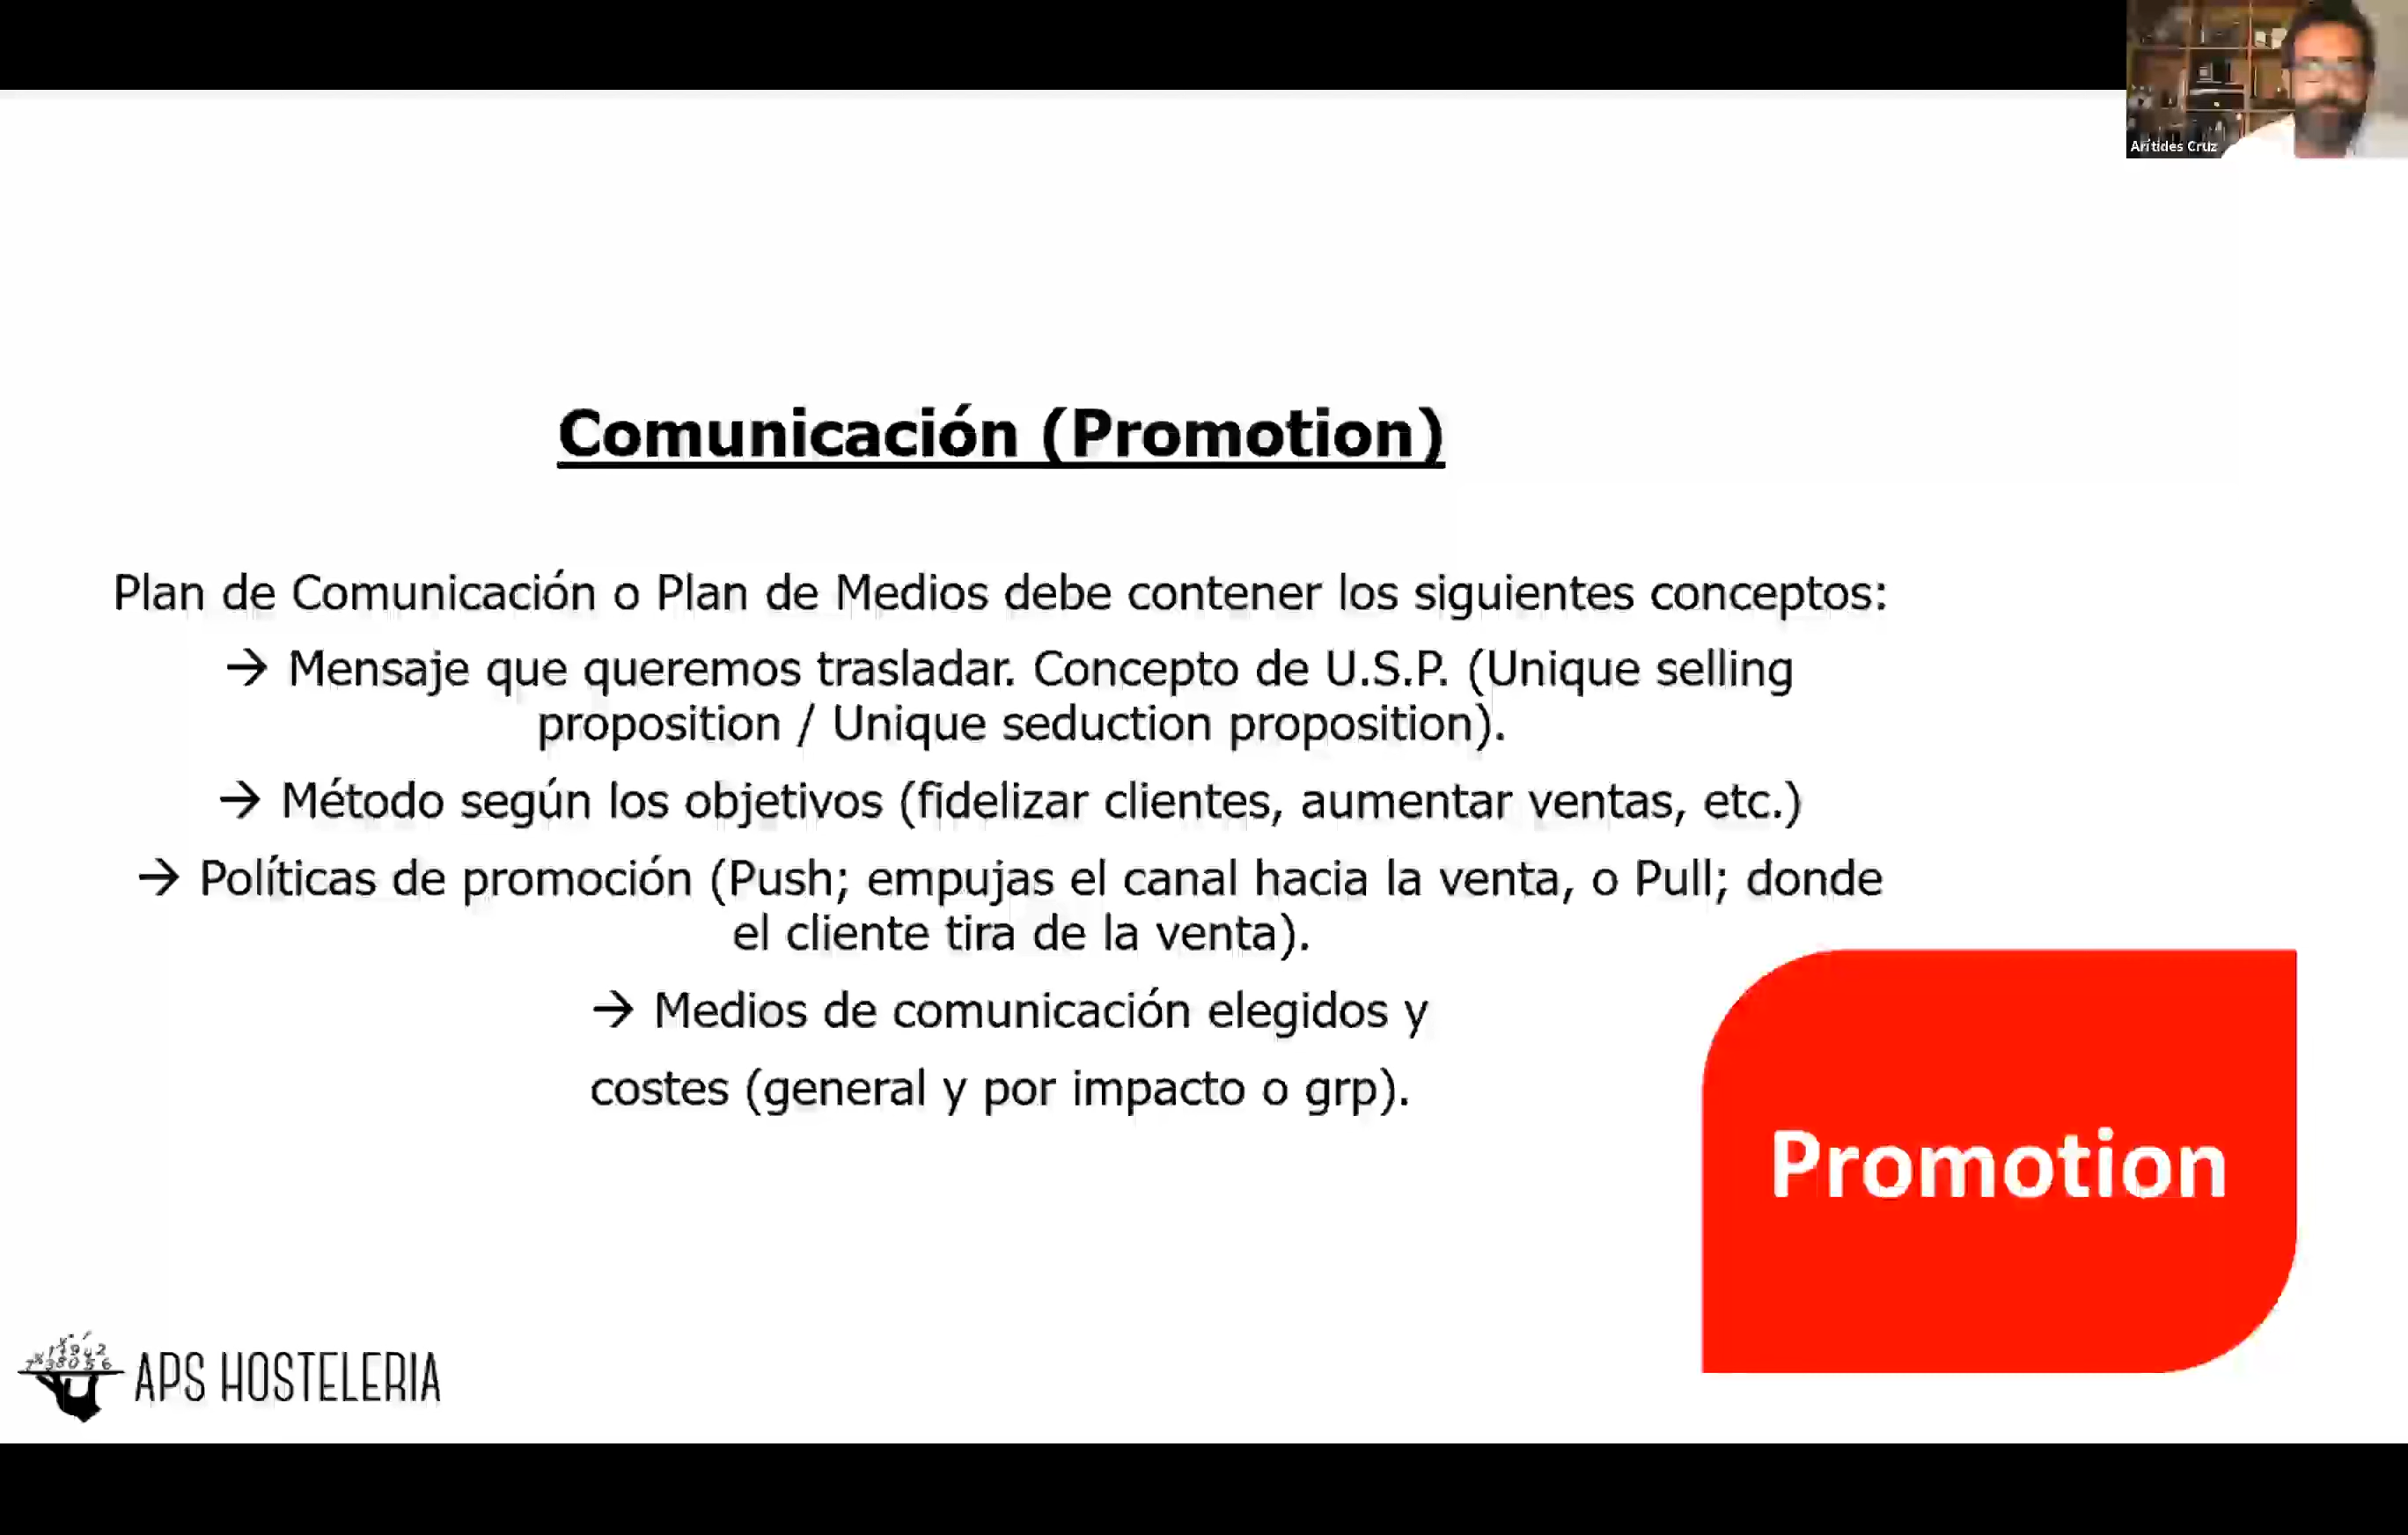 Arítides Cruz
Comunicación (Promotion)
Plan de Comunicación o Plan de Medios debe contener los siguientes conceptos:
→ Mensaje que queremos trasladar. Concepto de U.S.P. (Unique selling
proposition / Unique seduction proposition).
→ Método según los objetivos (fidelizar clientes, aumentar ventas, etc.)
→ Políticas de promoción (Push; empujas el canal hacia la venta, o Pull; donde
el cliente tira de la venta).
→ Medios de comunicación elegidos y
costes (general y por impacto o grp).
Promotion
APS HOSTELERIA